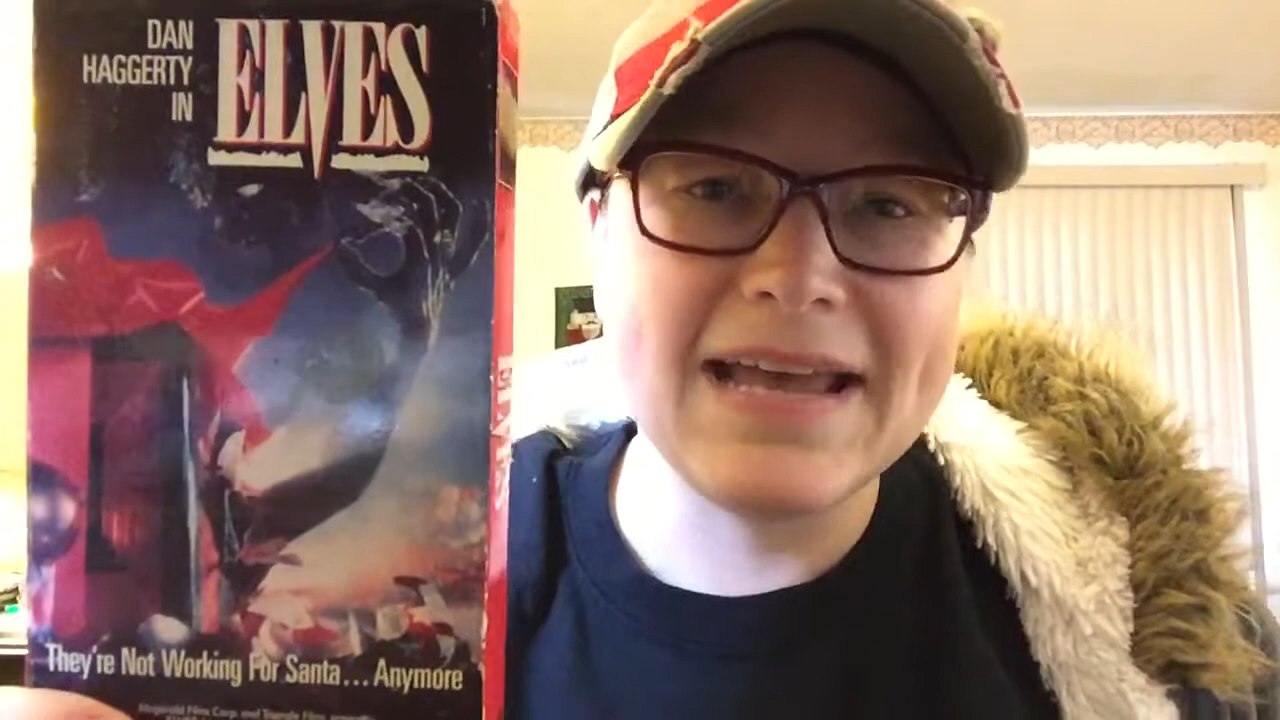 DAN
HAGGERTY
IN
ELVES
They're Not Working For Santa... Anymore